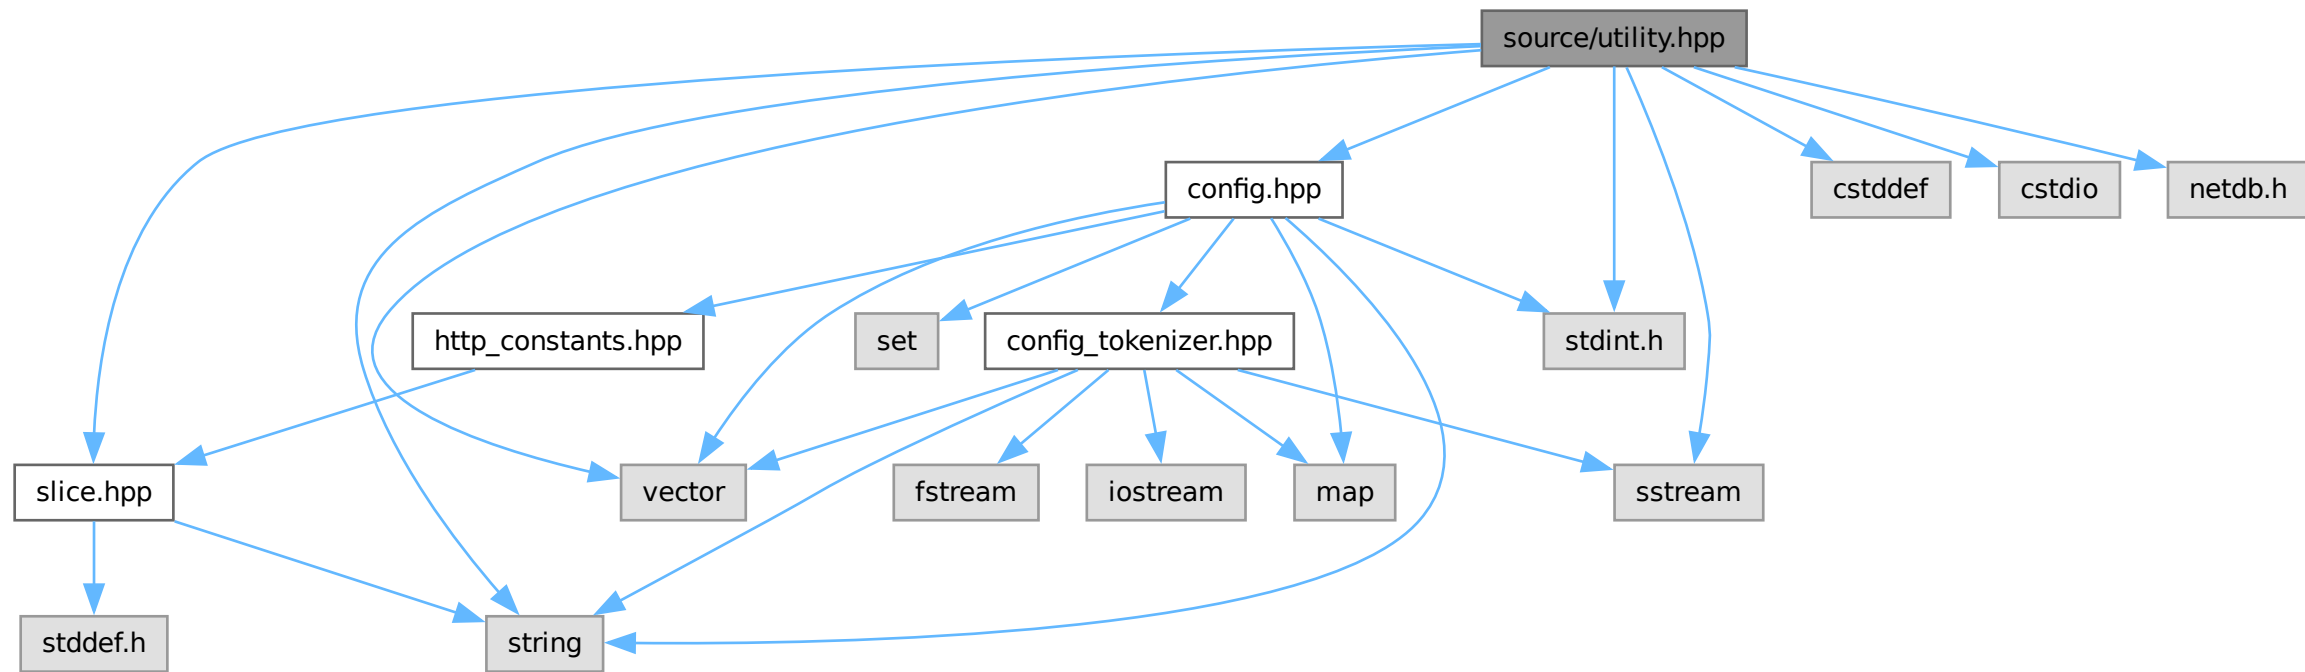 source/utility.hpp
config.hpp
cstddef
cstdio
netdb.h
http_constants.hpp
set
config_tokenizer.hpp
stdint.h
slice.hpp
vector
fstream
iostream
map
sstream
stddef.h
string